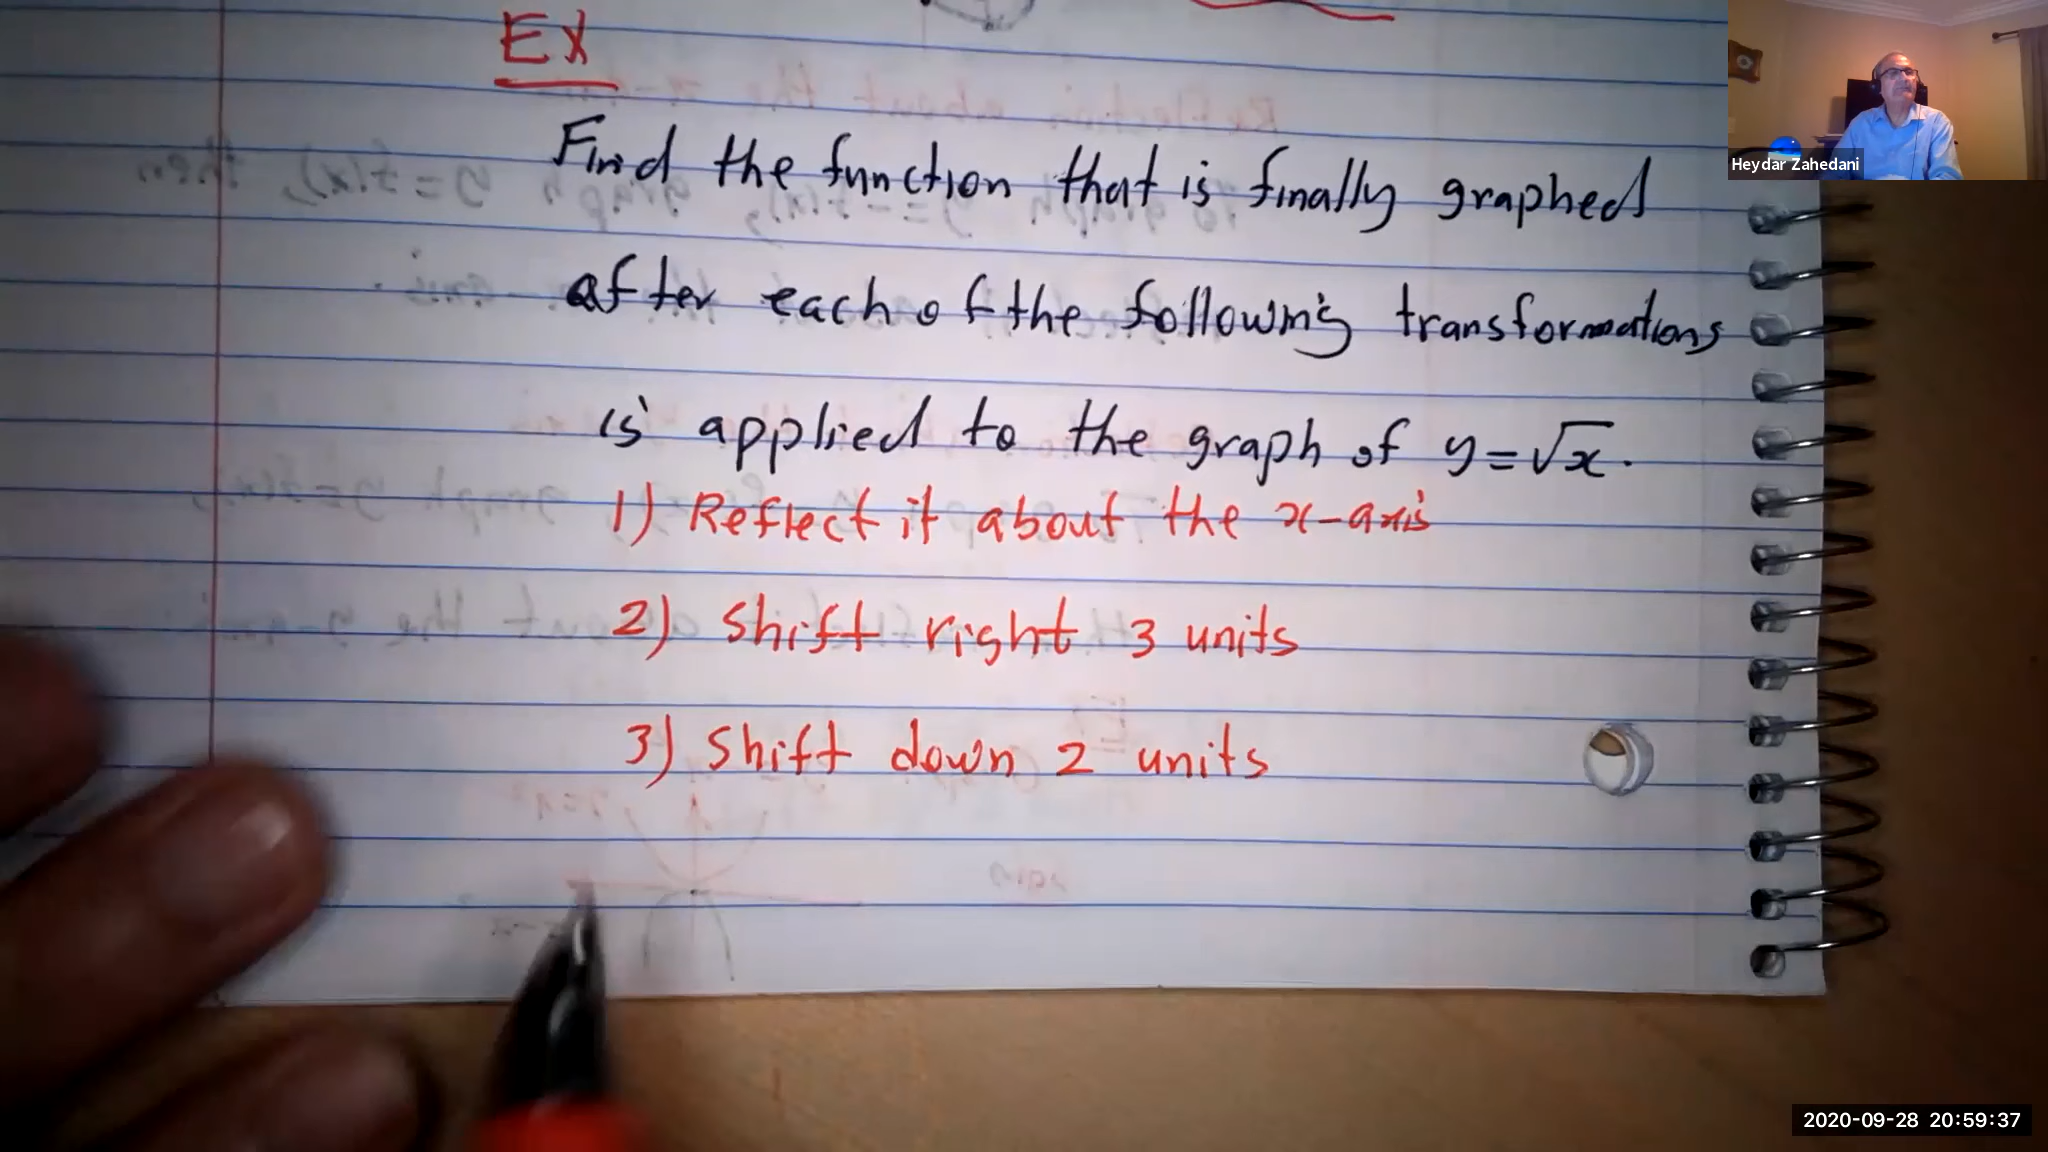 Ex
Find the function that is finally graphed
after each of the following transformations
is applied to the graph of y=√x.
1) Reflect it about the x-axis
2) shift right 3 units
3) shift down 2 units
Heydar Zahedani
2020-09-28 20:59:37